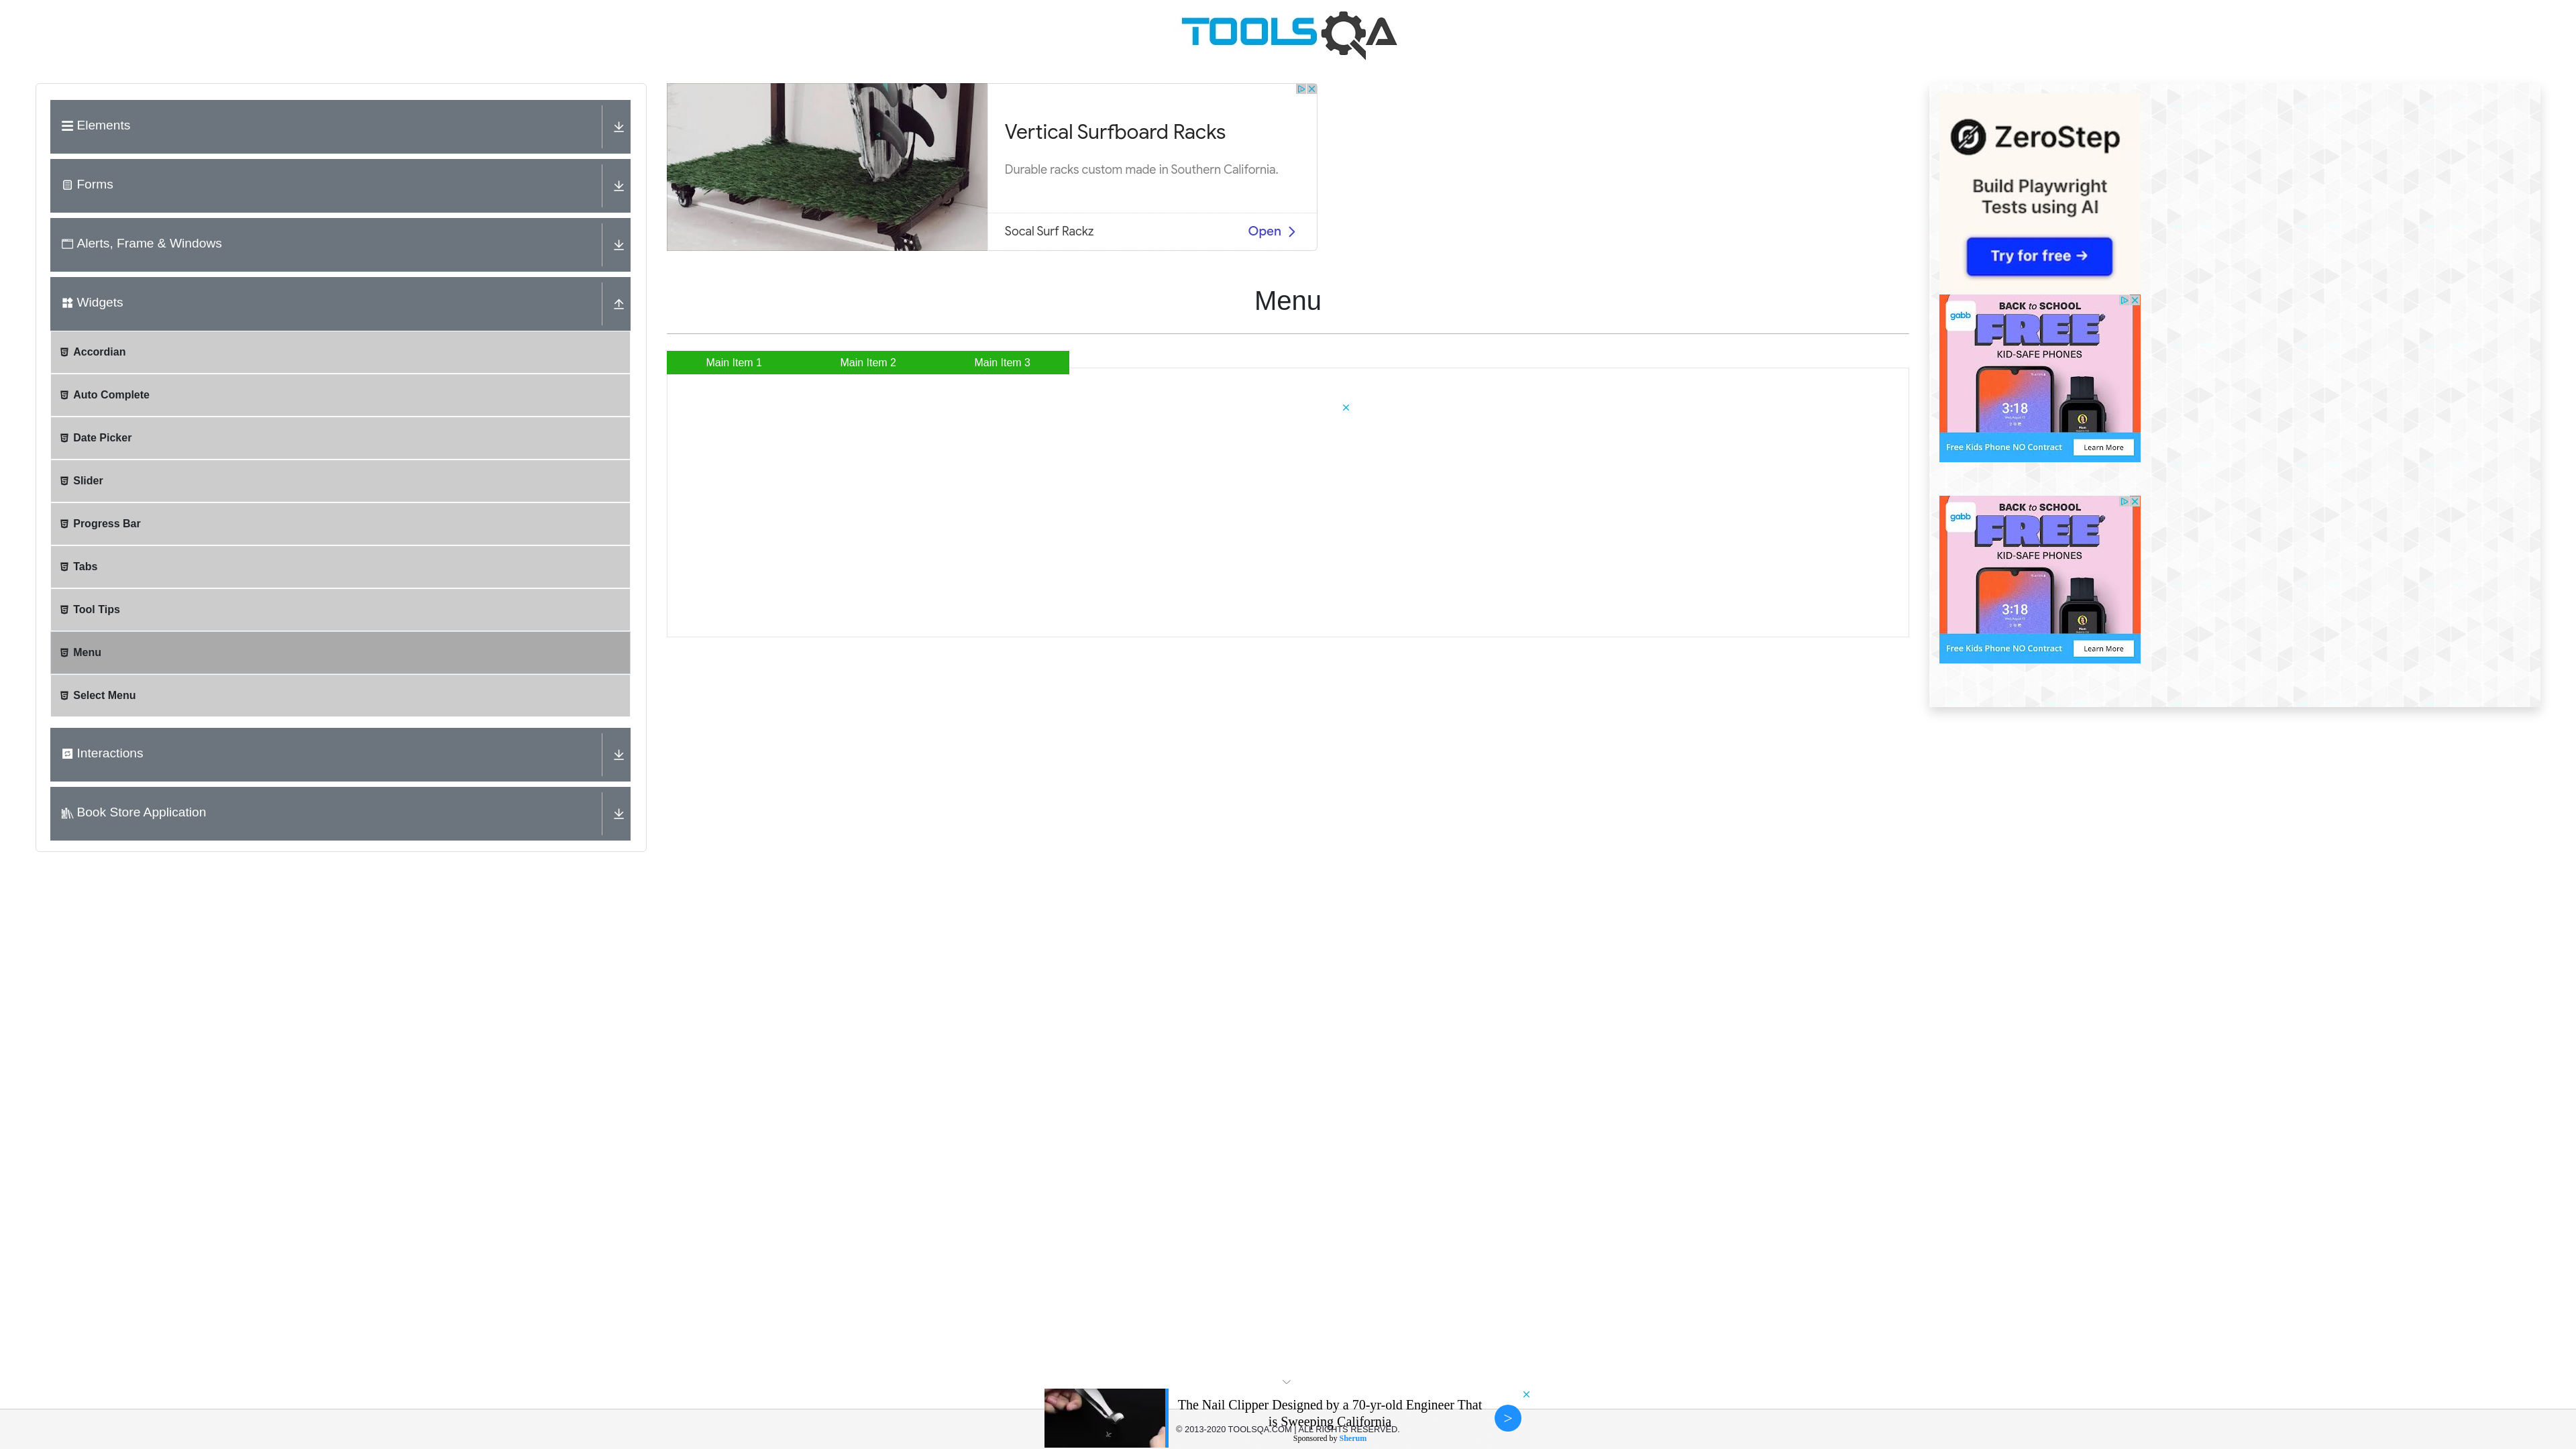 TOOLSQA
Elements
Forms
Alerts, Frame & Windows
Widgets
Accordian
Auto Complete
Date Picker
Slider
Progress Bar
Tabs
Tool Tips
Menu
Select Menu
Interactions
Book Store Application
Vertical Surfboard Racks
Durable racks custom made in Southern California.
Socal Surf Rackz
Open
Menu
Main Item 1
Main Item 2
Main Item 3
ZeroStep
Build Playwright
Tests using AI
Try for free →
gabb
BACK to SCHOOL
FREE*
KID-SAFE PHONES
3:18
Free Kids Phone NO Contract
Learn More
gabb
BACK to SCHOOL
FREE*
KID-SAFE PHONES
3:18
Free Kids Phone NO Contract
Learn More
The Nail Clipper Designed by a 70-yr-old Engineer That
is Sweeping California
>
© 2013-2020 TOOLSQA.COM | ALL RIGHTS RESERVED.
Sponsored by Sherum